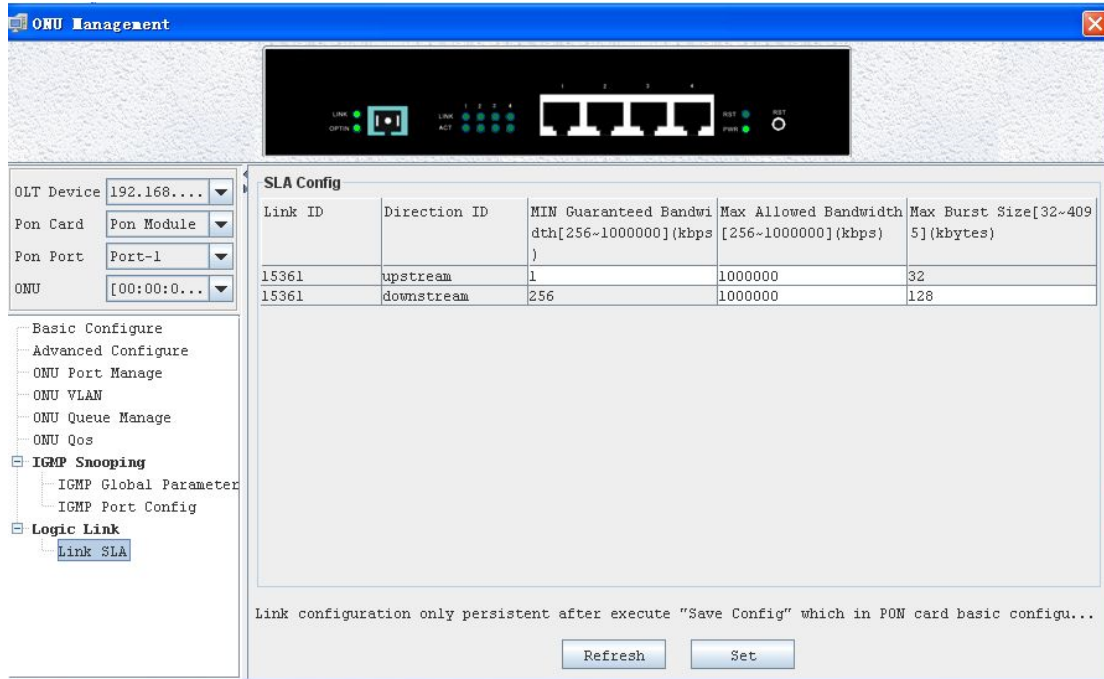 ONU Management
1 2 3 4
LINK
OPTIN
1 2 3 4
LINK
ACT
RST
PWR
RST
OLT Device 192.168....
Pon Card Pon Module
Pon Port Port-1
ONU [00:00:0...
Basic Configure
Advanced Configure
ONU Port Manage
ONU VLAN
ONU Queue Manage
ONU Qos
IGMP Snooping
IGMP Global Parameter
IGMP Port Config
Logic Link
Link SLA
SLA Config
Link ID Direction ID MIN Guaranteed Bandwi Max Allowed Bandwidth Max Burst Size[32~409
dth[256~1000000](kbps [256~1000000](kbps) 5](kbytes)
)
15361 upstream 1 1000000 32
15361 downstream 256 1000000 128
Link configuration only persistent after execute "Save Config" which in PON card basic configu...
Refresh Set